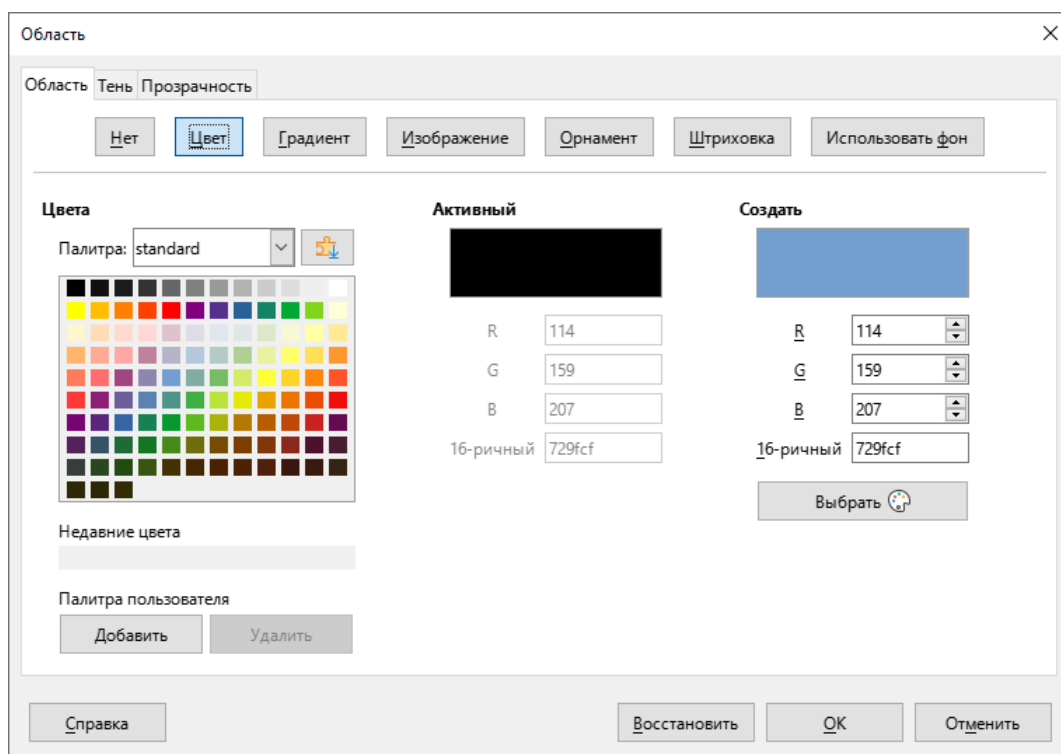 Область
Область Тень Прозрачность
Нет Цвет Градиент Изображение Орнамент Штриховка Использовать фон
Цвета Активный Создать
Палитра: standard
R 114 R 114
G 159 G 159
B 207 B 207
16-ричный 729fcf 16-ричный 729fcf
Выбрать
Недавние цвета
Палитра пользователя
Добавить Удалить
Справка Восстановить OK Отменить